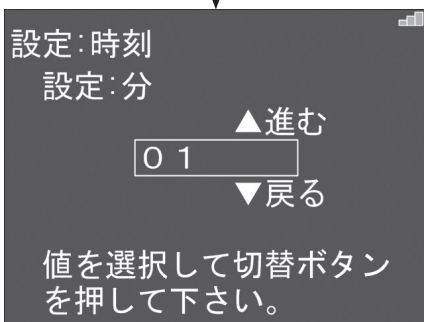 設定:時刻
設定:分
▲進む
０１
▼戻る
値を選択して切替ボタン
を押して下さい。